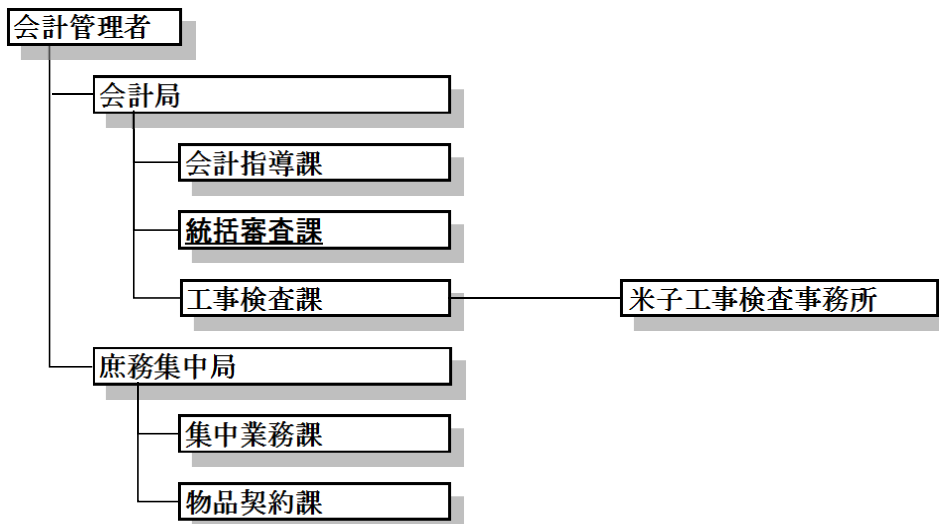 会計管理者
会計局
会計指導課
統括審査課
工事検査課
米子工事検査事務所
庶務集中局
集中業務課
物品契約課